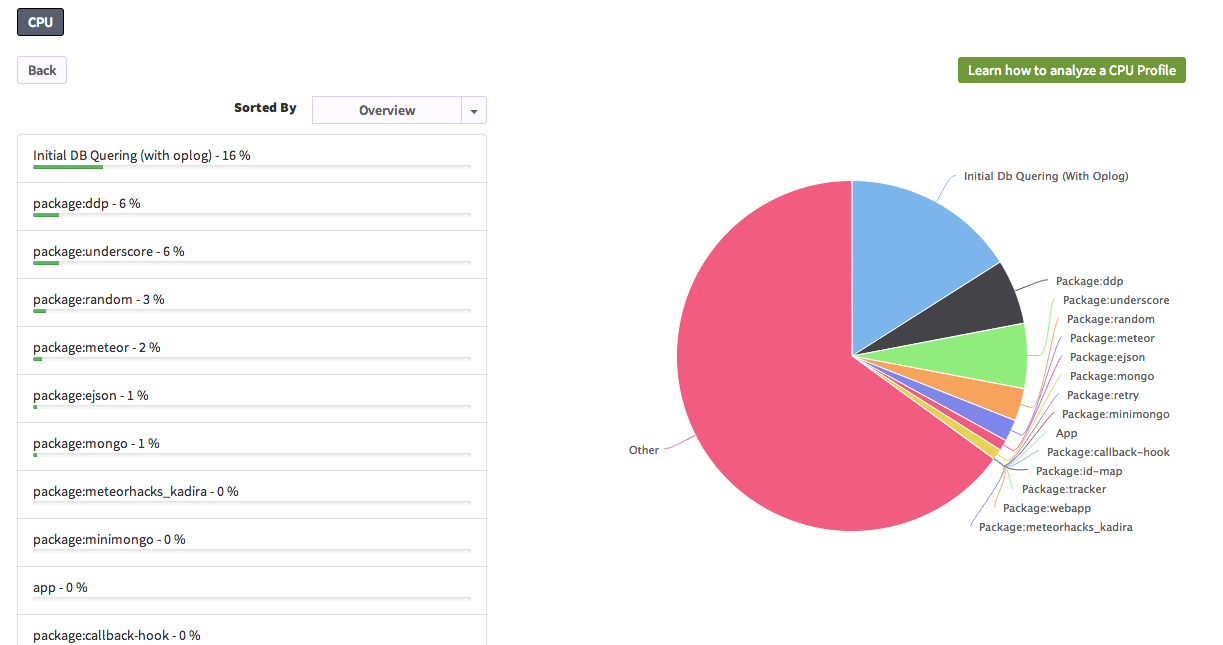 CPU
Back
Learn how to analyze a CPU Profile
Sorted By
Overview
Initial DB Quering (with oplog) - 16 %
package:ddp - 6 %
package:underscore - 6 %
package:random - 3 %
package:meteor - 2 %
package:ejson - 1 %
package:mongo - 1 %
package:meteorhacks_kadira - 0 %
package:minimongo - 0 %
app - 0 %
package:callback-hook - 0 %
Initial Db Quering (With Oplog)
Package:ddp
Package:underscore
Package:random
Package:meteor
Package:ejson
Package:mongo
Package:retry
Package:minimongo
App
Package:callback-hook
Package:id-map
Package:tracker
Package:webapp
Package:meteorhacks_kadira
Other